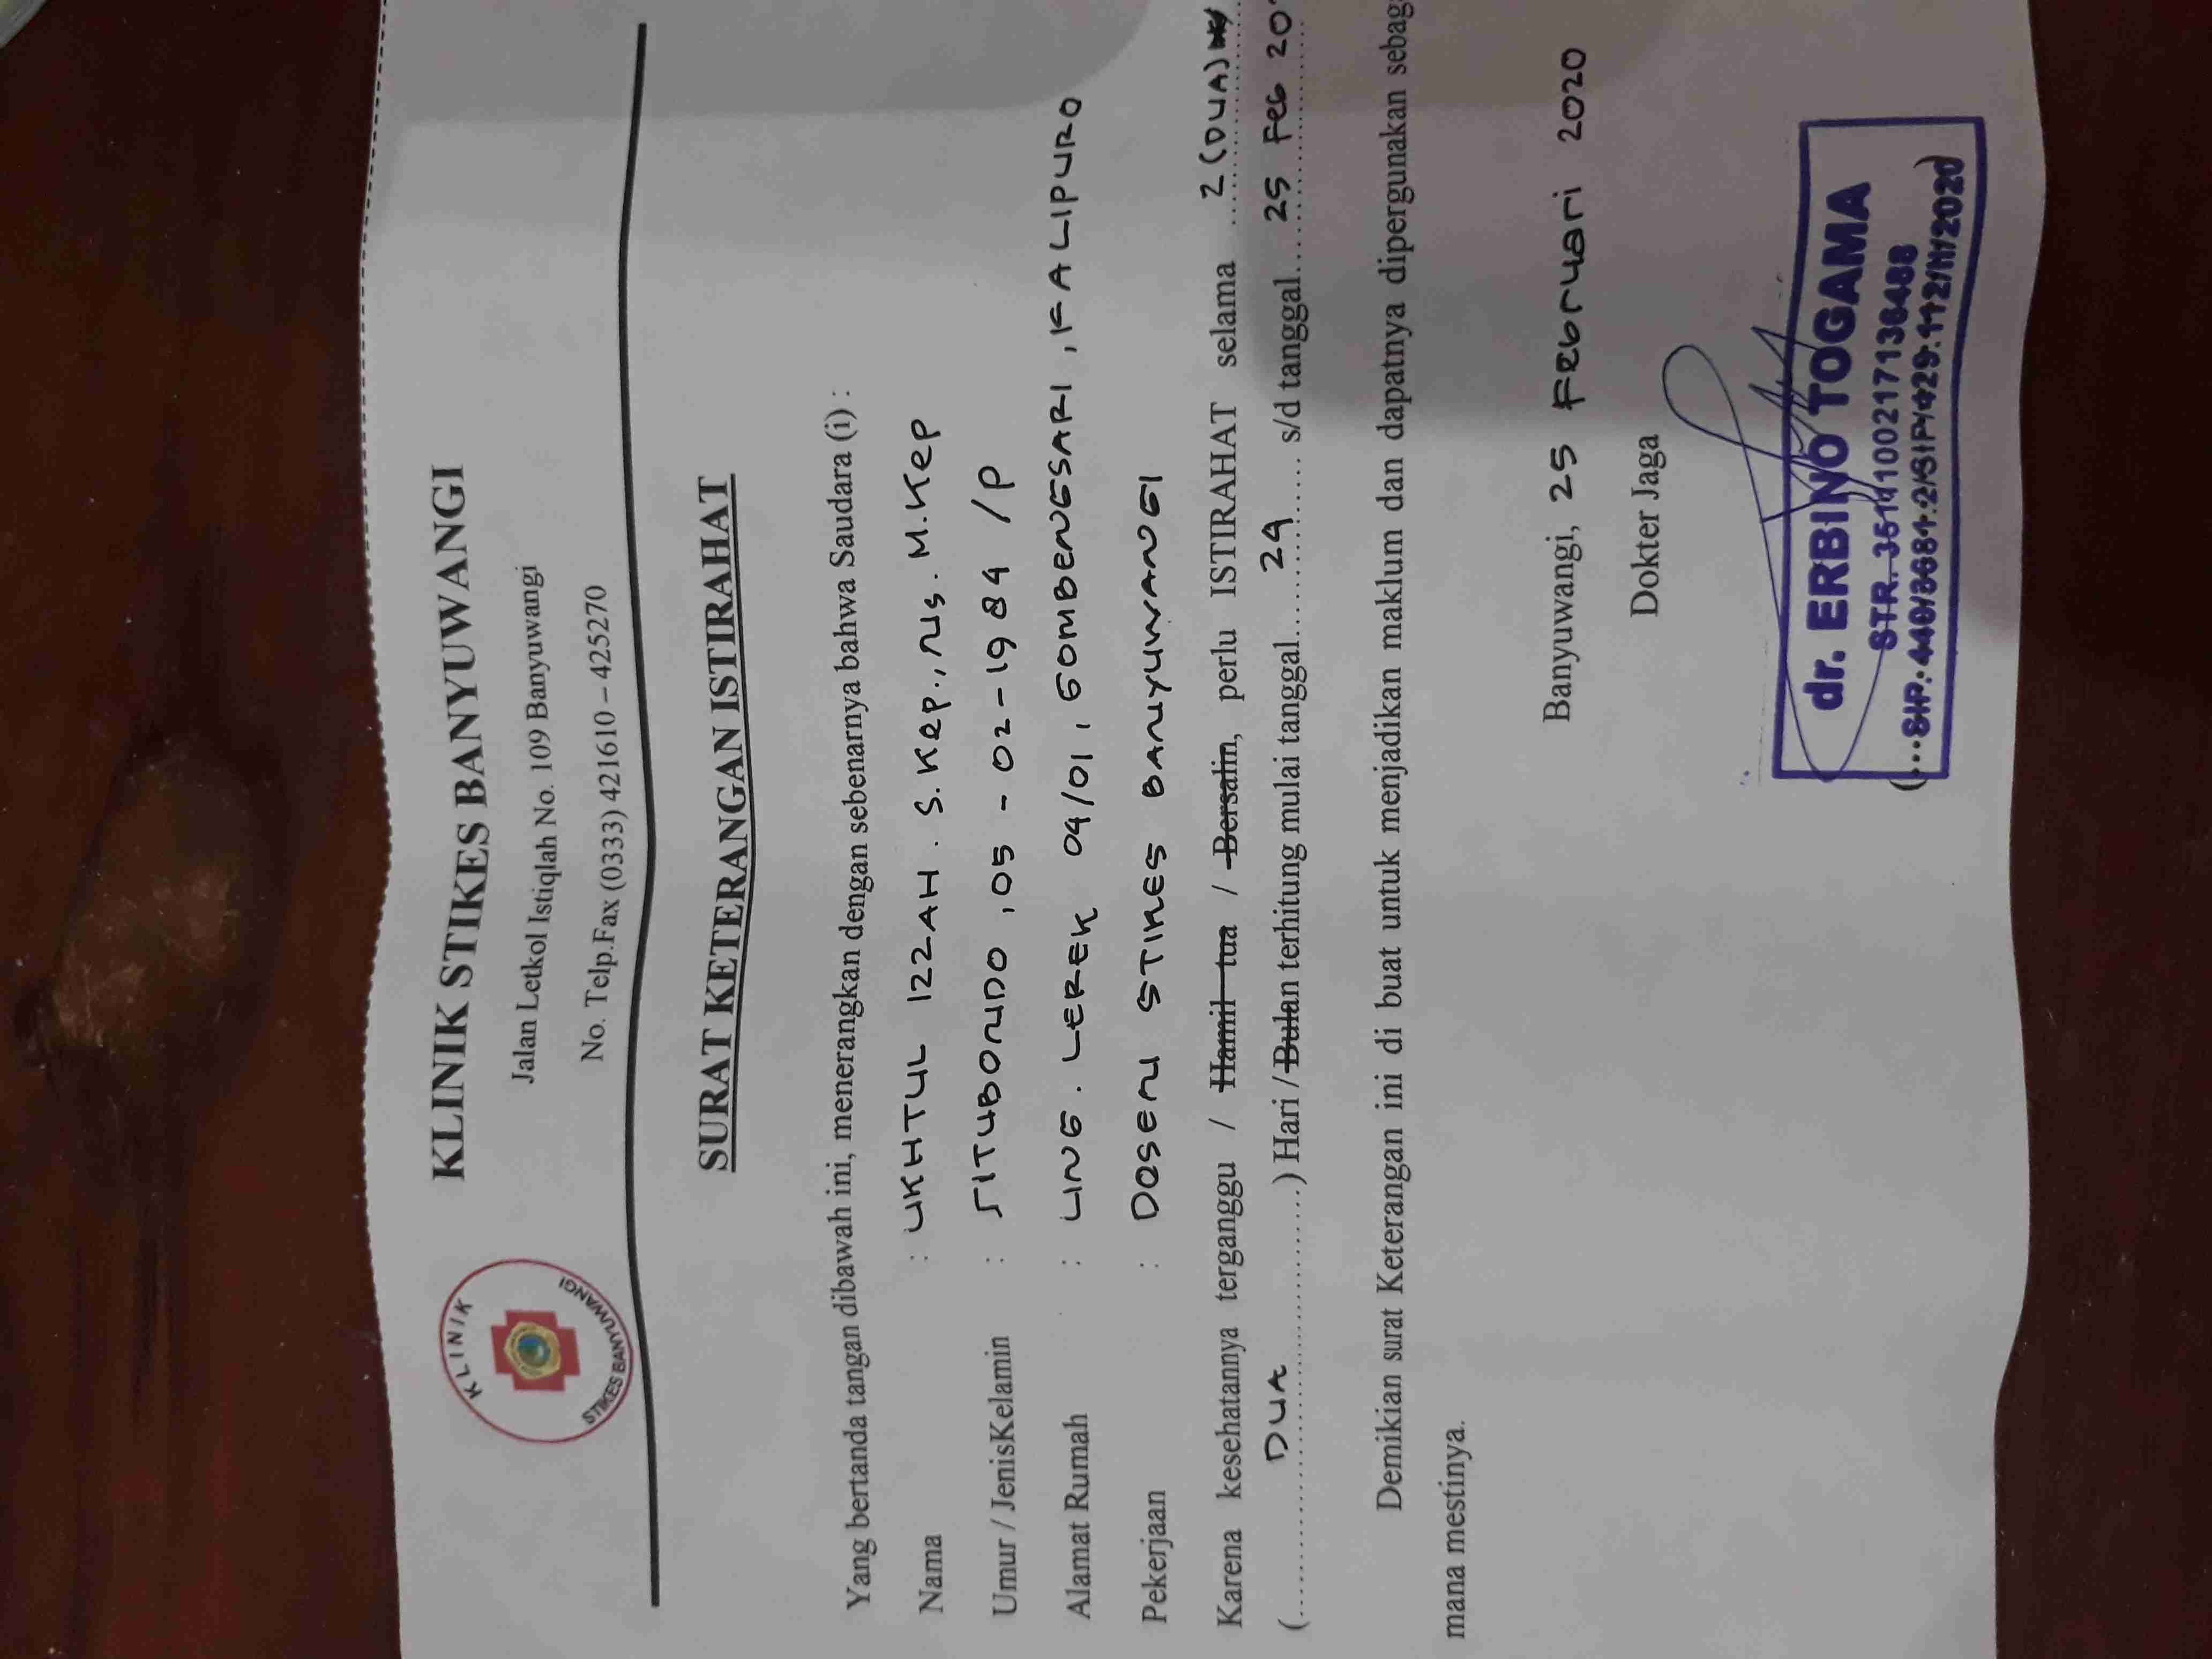 KLINIK
STIKES BANYUWANGI
KLINIK STIKES BANYUWANGI
Jalan Letkol Istiqlah No. 109 Banyuwangi
No. Telp.Fax (0333) 421610 – 425270
SURAT KETERANGAN ISTIRAHAT
Yang bertanda tangan dibawah ini, menerangkan dengan sebenarnya bahwa Saudara (i) :
Nama : UKHTUL IZZAH . S. Kep., Ns. M.Kep
Umur / JenisKelamin : SITUBONDO , 05 - 02 - 1984 / P
Alamat Rumah : LING . LEREK 04/01 , GOMBENGSARI , KALIPURO
Pekerjaan : DOSEN STIKES BANYUWANGI
Karena kesehatannya terganggu / Hamil tua / Bersalin, perlu ISTIRAHAT selama ..2 (DUA)
(.......... DUA ..........) Hari / Bulan terhitung mulai tanggal.... 24 .... s/d tanggal... 25 Feb 20
Demikian surat Keterangan ini di buat untuk menjadikan maklum dan dapatnya dipergunakan sebag
mana mestinya.
Banyuwangi, 25 Februari 2020
Dokter Jaga
dr. ERBINO TOGAMA
STR. 3511100217136488
(...SIP. 440/3681.2/SIP/429.112/II/2020)